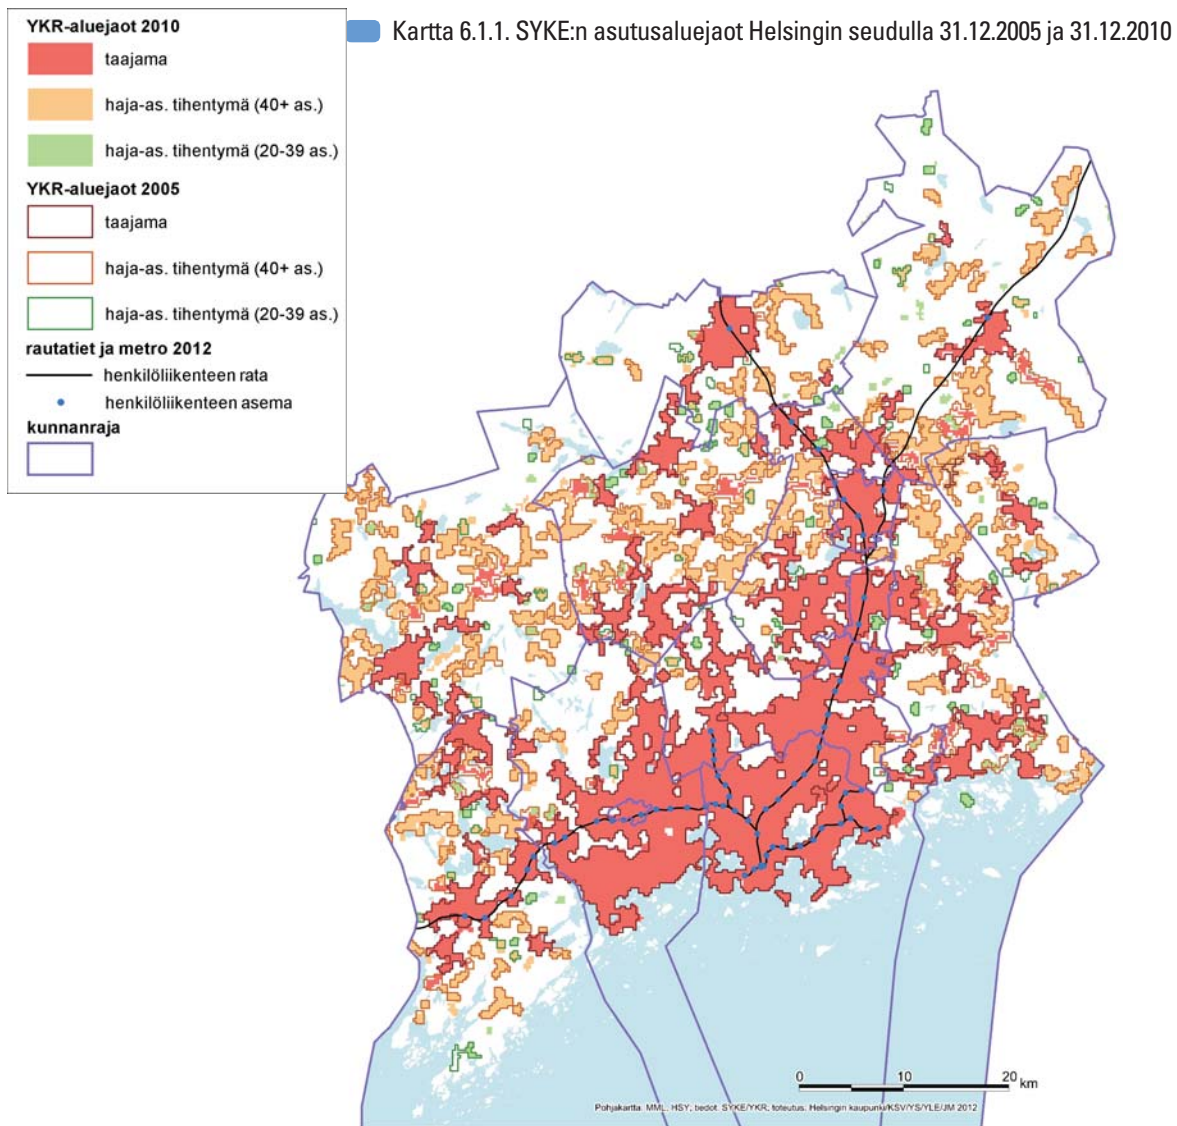 Kartta 6.1.1. SYKE:n asutusaluejaot Helsingin seudulla 31.12.2005 ja 31.12.2010
YKR-aluejaot 2010
taajama
haja-as. tihentymä (40+ as.)
haja-as. tihentymä (20-39 as.)
YKR-aluejaot 2005
taajama
haja-as. tihentymä (40+ as.)
haja-as. tihentymä (20-39 as.)
rautatiet ja metro 2012
henkilöliikenteen rata
henkilöliikenteen asema
kunnanraja
0 10 20 km
Pohjakartta: MML, HSY; tiedot: SYKE/YKR; toteutus: Helsingin kaupunki/KSV/YS/YLE/JM 2012